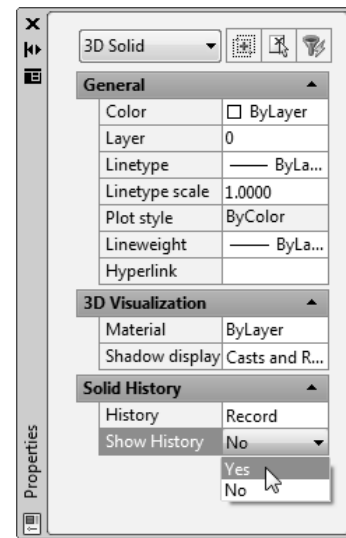 3D Solid
General
Color ByLayer
Layer 0
Linetype ByLa...
Linetype scale 1.0000
Plot style ByColor
Lineweight ByLa...
Hyperlink
3D Visualization
Material ByLayer
Shadow display Casts and R...
Solid History
History Record
Show History No
Yes
No
Properties